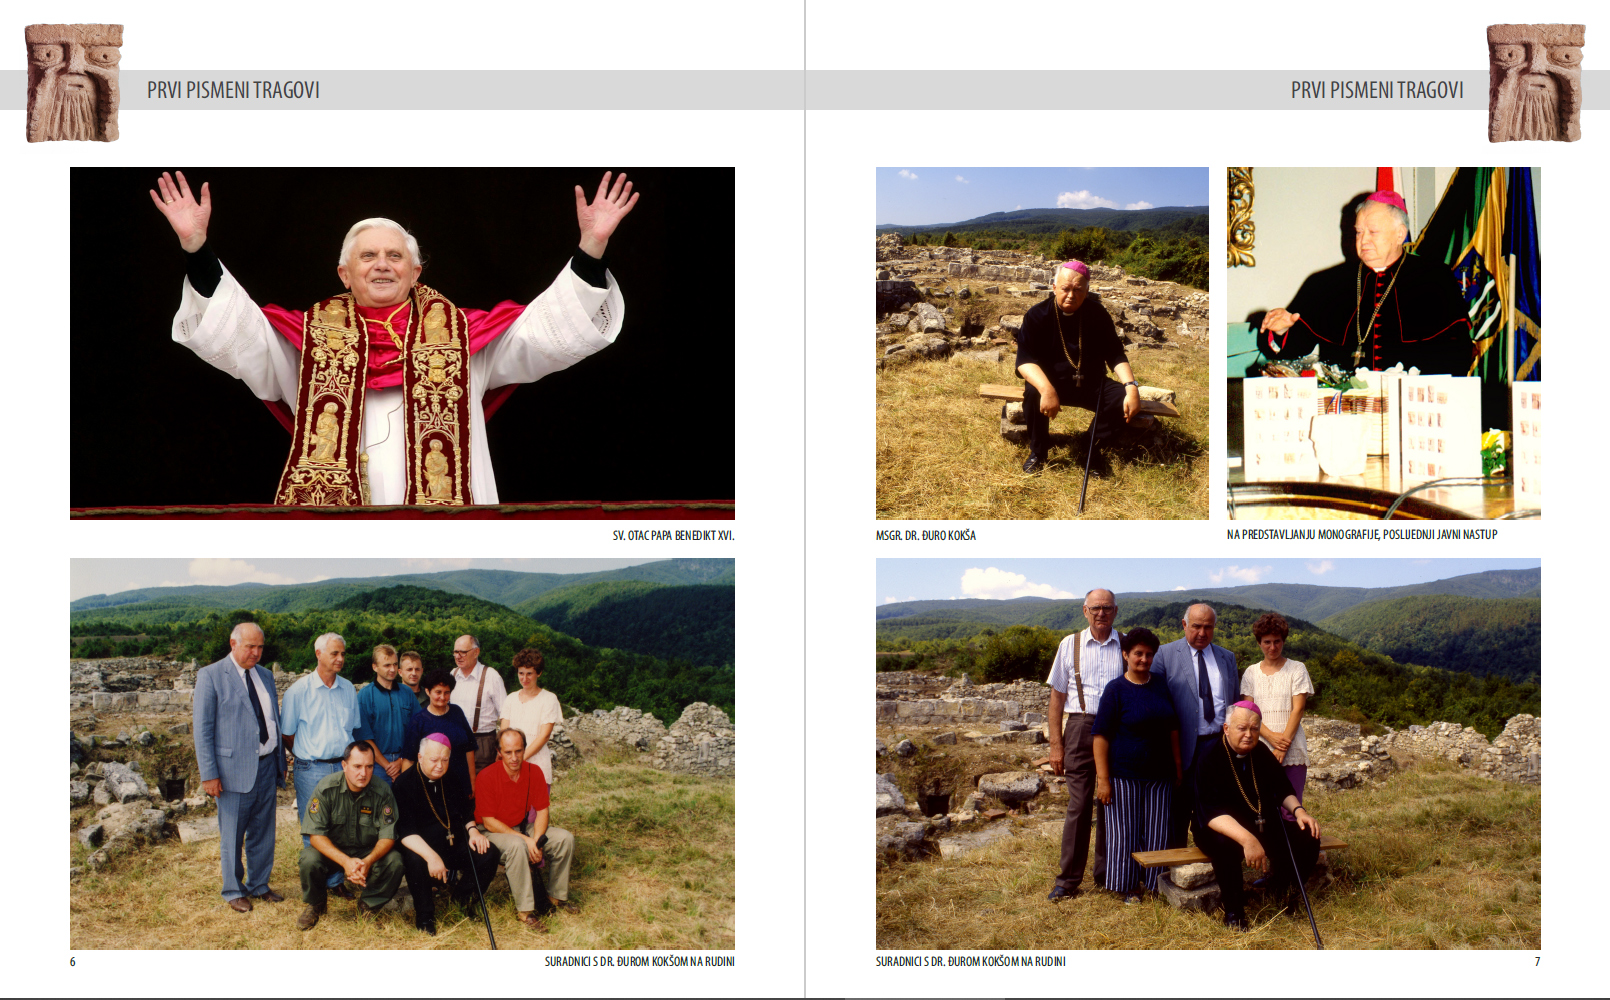 PRVI PISMENI TRAGOVI
SV. OTAC PAPA BENEDIKT XVI.
6
SURADNICI S DR. ĐUROM KOKŠOM NA RUDINI
PRVI PISMENI TRAGOVI
MSGR. DR. ĐURO KOKŠA
NA PREDSTAVLJANJU MONOGRAFIJE, POSLUEDNJI JAVNI NASTUP
SURADNICI S DR. ĐUROM KOKŠOM NA RUDINI
7